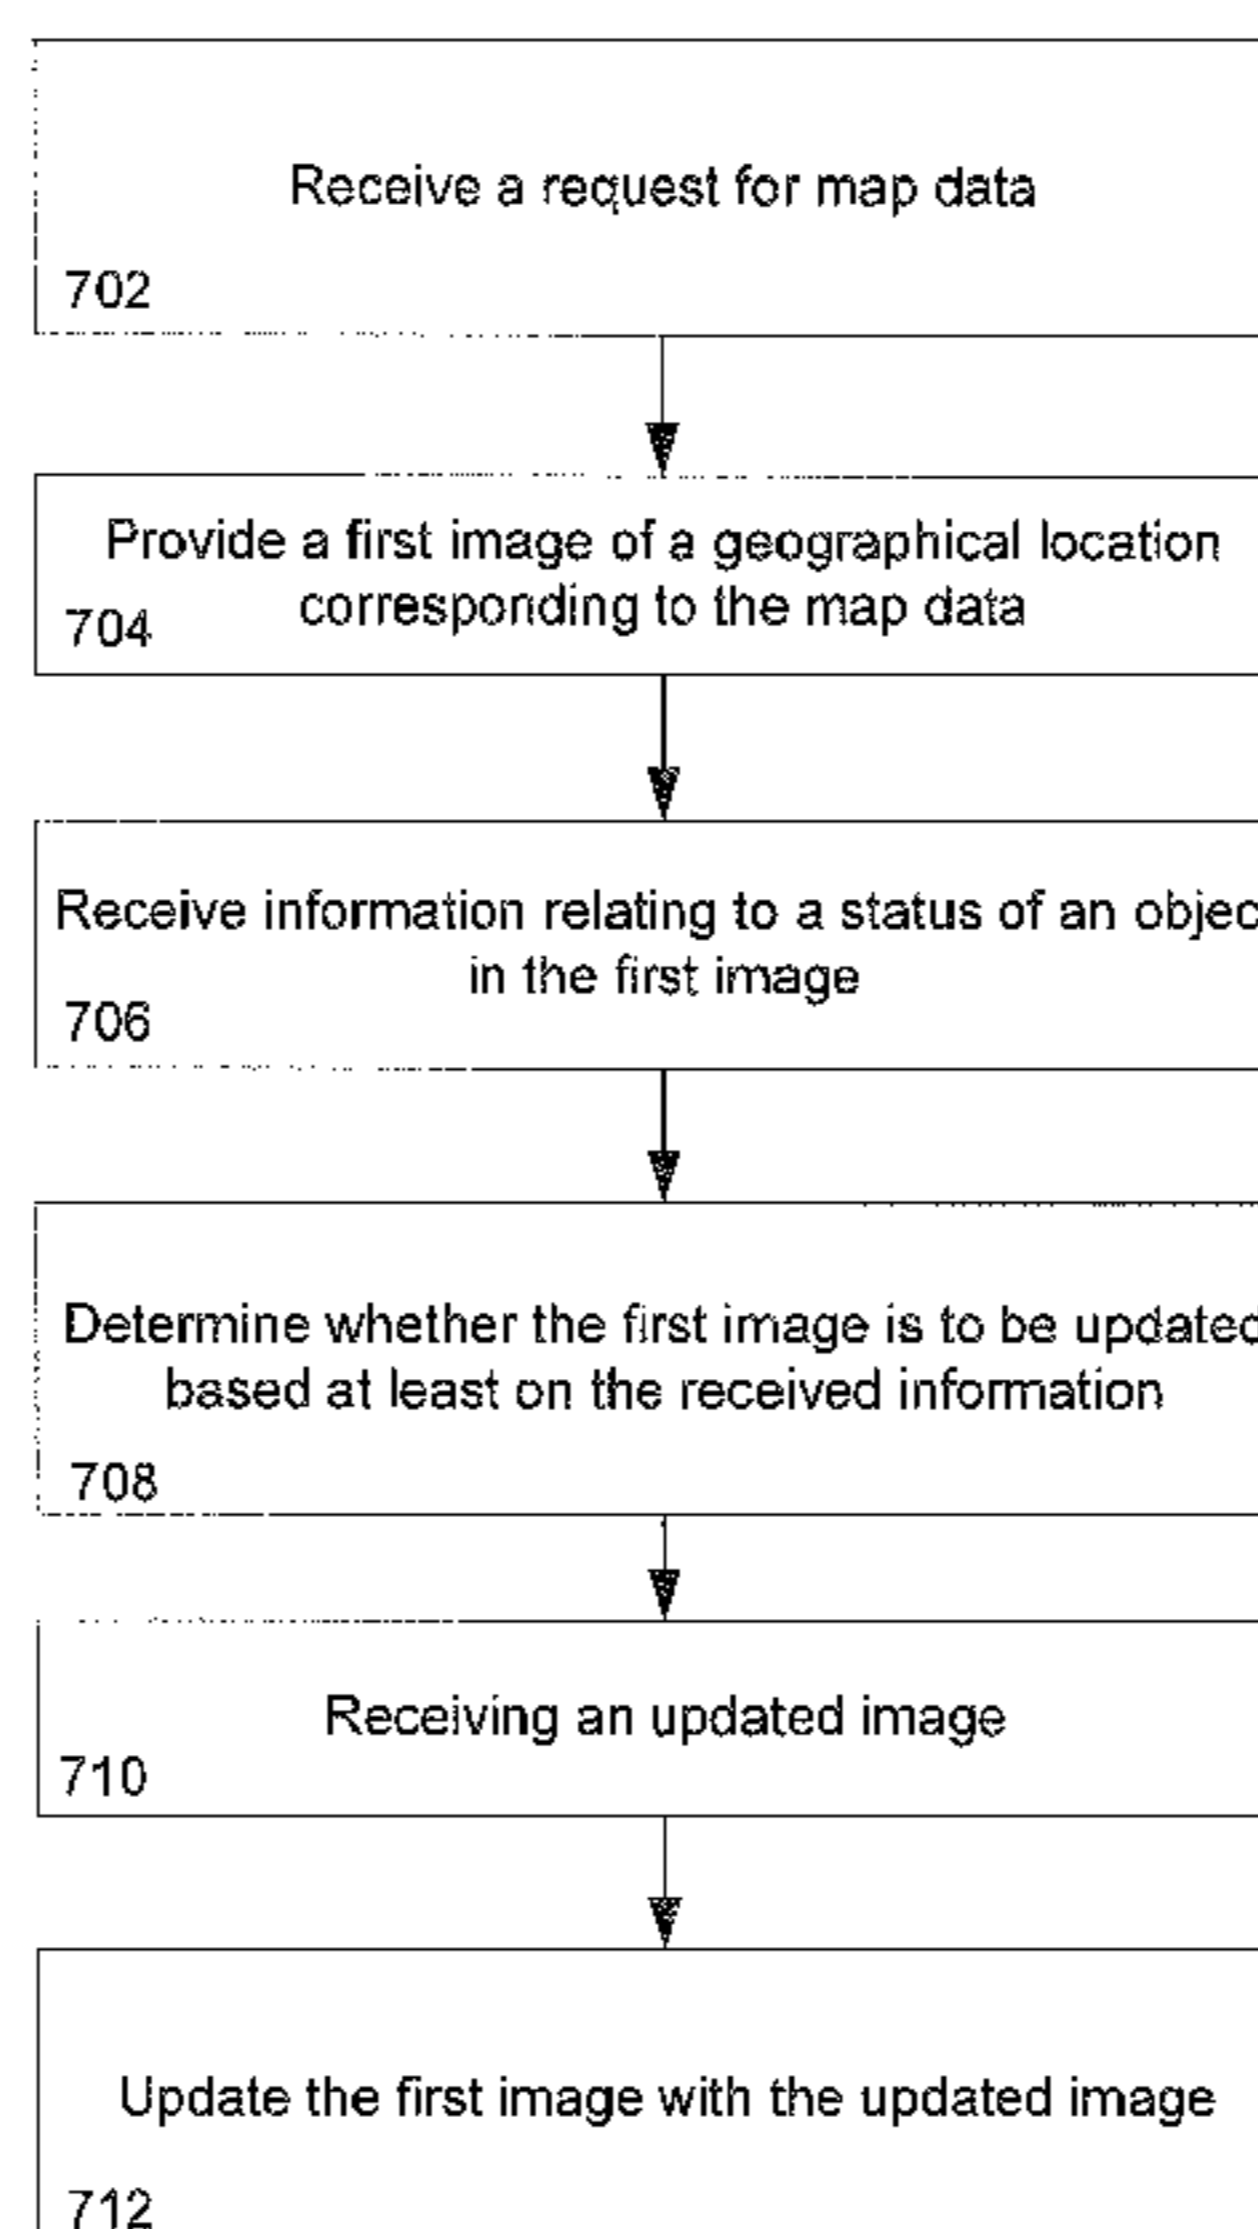 Receive a request for map data
702
Provide a first image of a geographical location
corresponding to the map data
704
Receive information relating to a status of an objec
in the first image
706
Determine whether the first image is to be updated
based at least on the received information
708
Receiving an updated image
710
Update the first image with the updated image
712